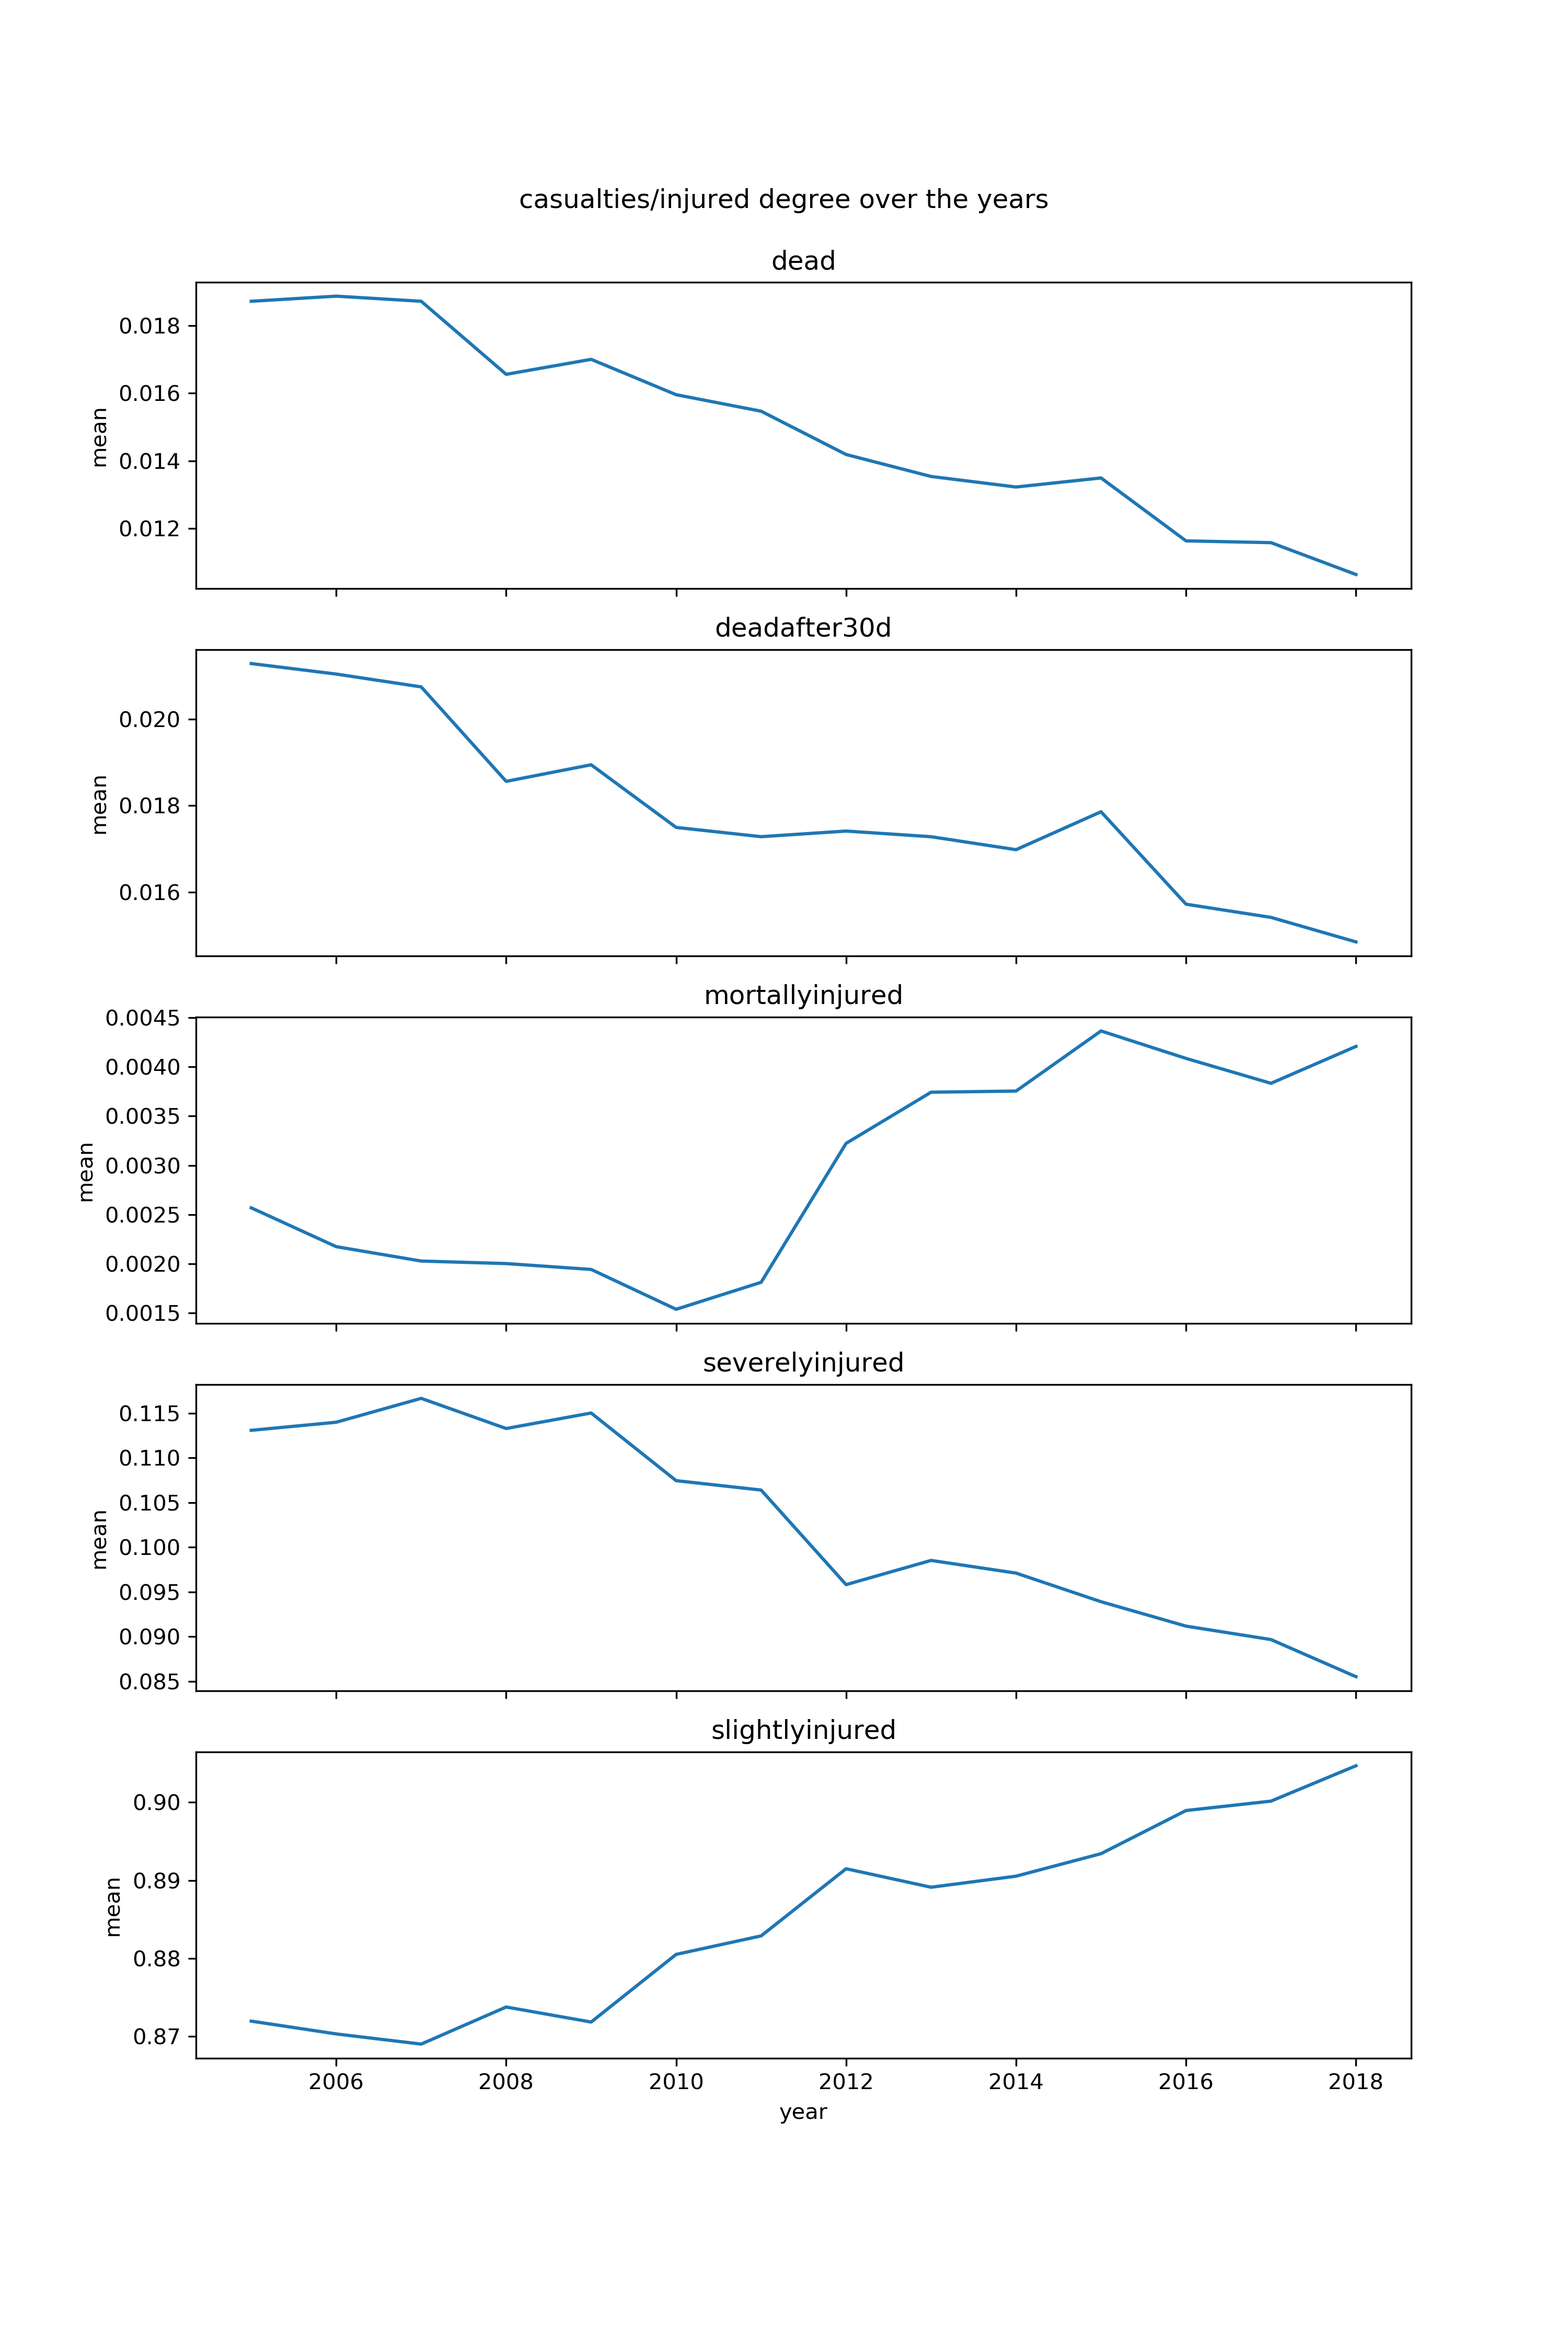 casualties/injured degree over the years
dead
0.018
0.016
0.014
0.012
mean
deadafter30d
0.020
0.018
0.016
mean
mortallyinjured
0.0045
0.0040
0.0035
0.0030
0.0025
0.0020
0.0015
mean
severelyinjured
0.115
0.110
0.105
0.100
0.095
0.090
0.085
mean
slightlyinjured
0.90
0.89
0.88
0.87
mean
2006 2008 2010 2012 2014 2016 2018
year